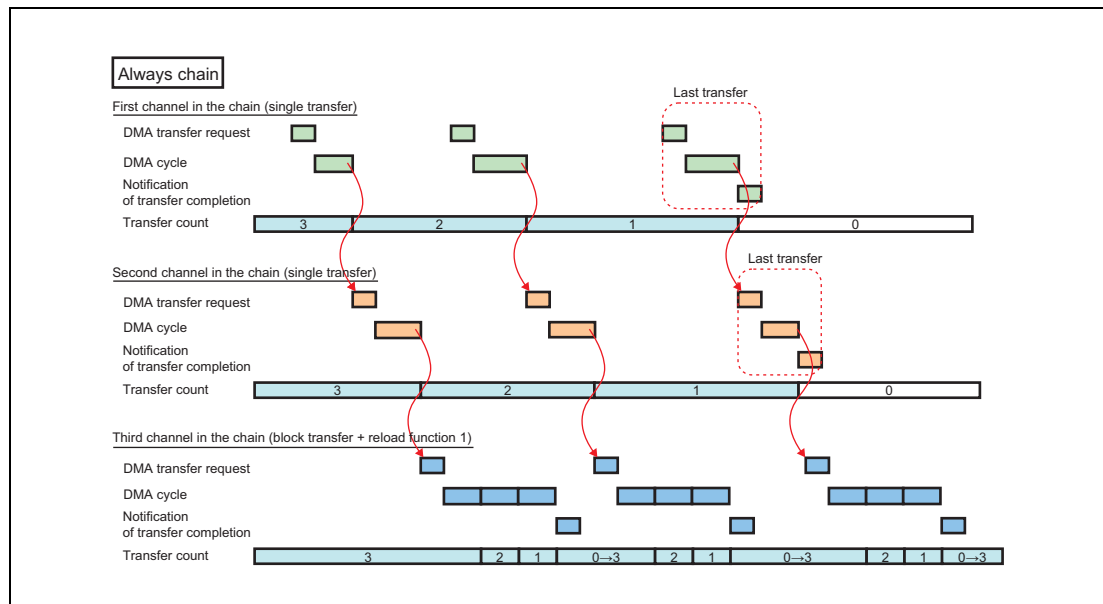 Always chain
First channel in the chain (single transfer)
Last transfer
DMA transfer request
DMA cycle
Notification
of transfer completion
Transfer count
3
2
1
0
Second channel in the chain (single transfer)
Last transfer
DMA transfer request
DMA cycle
Notification
of transfer completion
Transfer count
3
2
1
0
Third channel in the chain (block transfer + reload function 1)
DMA transfer request
DMA cycle
Notification
of transfer completion
Transfer count
3
2
1
0→3
2
1
0→3
2
1
0→3